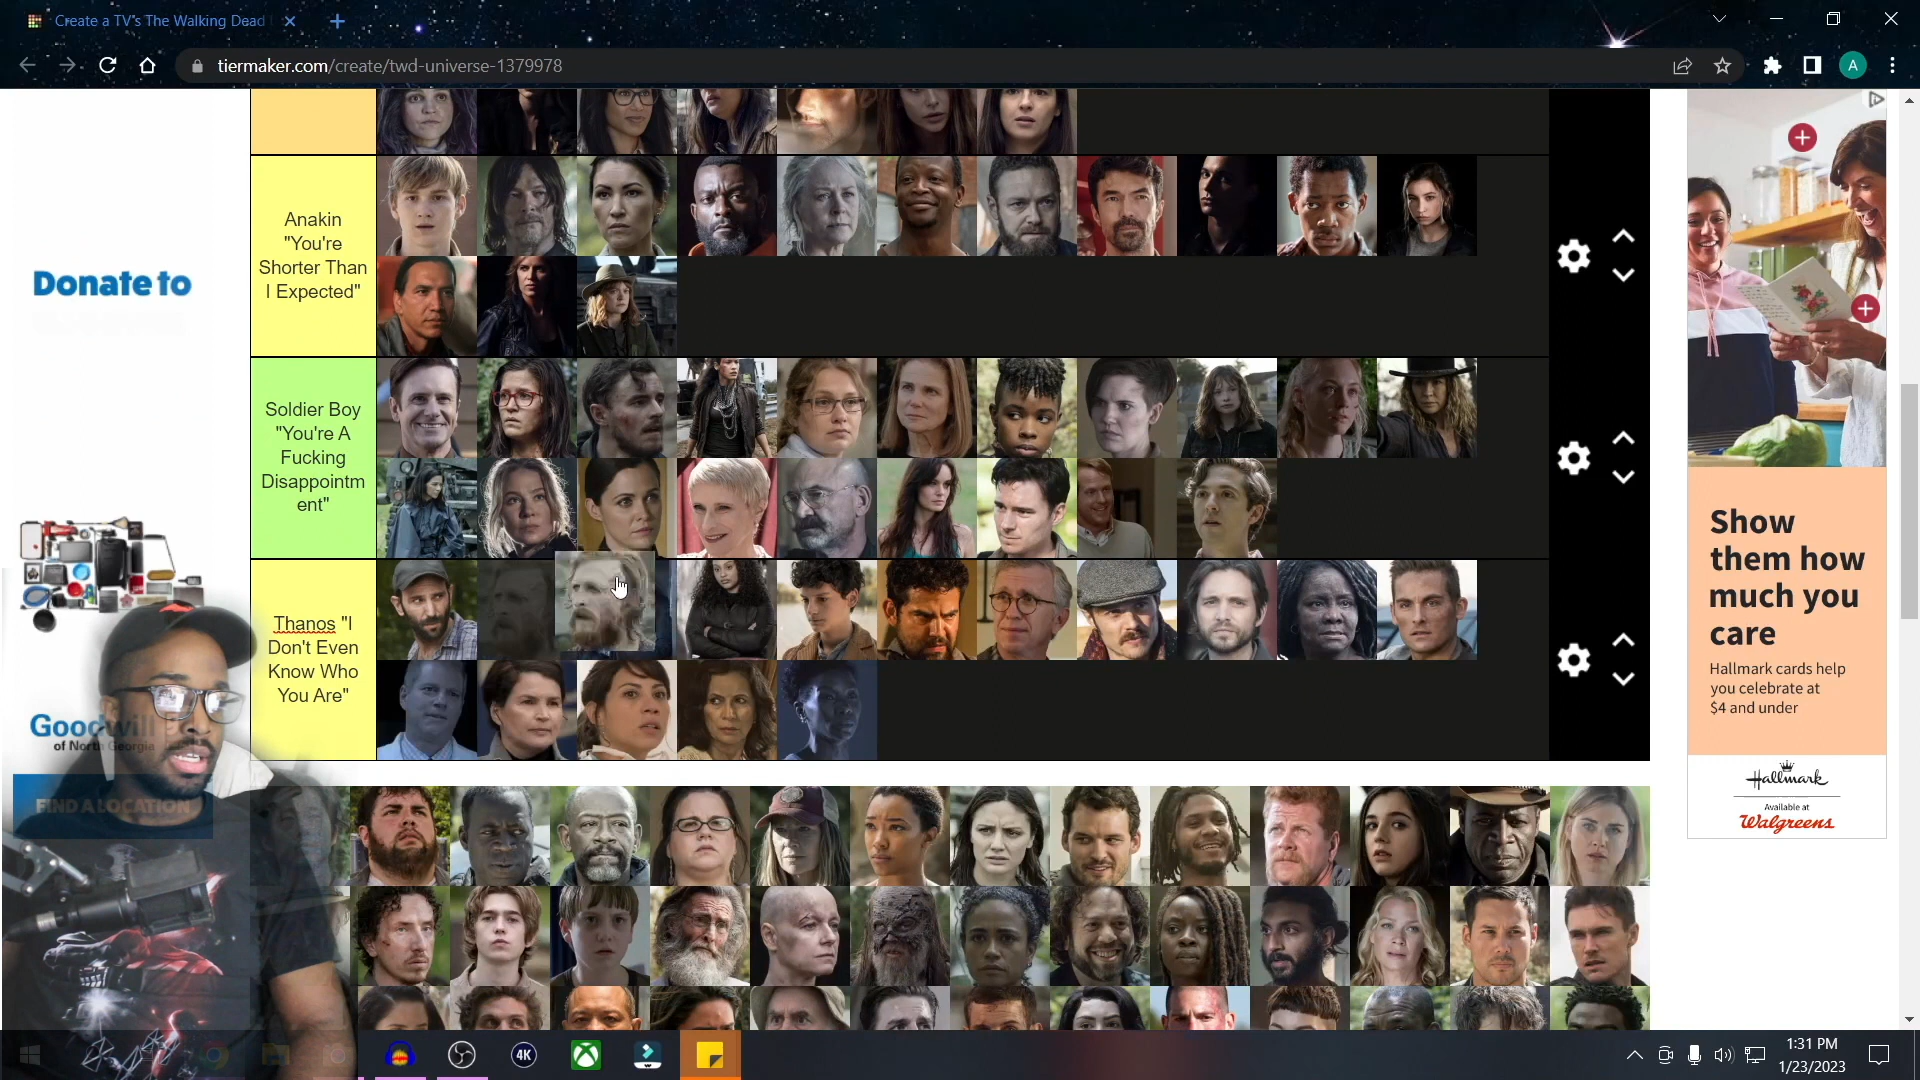 Create a TV's The Walking Dead
tiermaker.com/create/twd-universe-1379978
A
Donate to
Goodwill
of North Georgia
FIND A LOCATION
Anakin
"You're
Shorter Than
I Expected"
Soldier Boy
"You're A
Fucking
Disappointm
ent"
Thanos "I
Don't Even
Know Who
You Are"
Show
them how
much you
care
Hallmark cards help
you celebrate at
$4 and under
Hallmark
Available at
Walgreens
4K
1:31 PM
1/23/2023